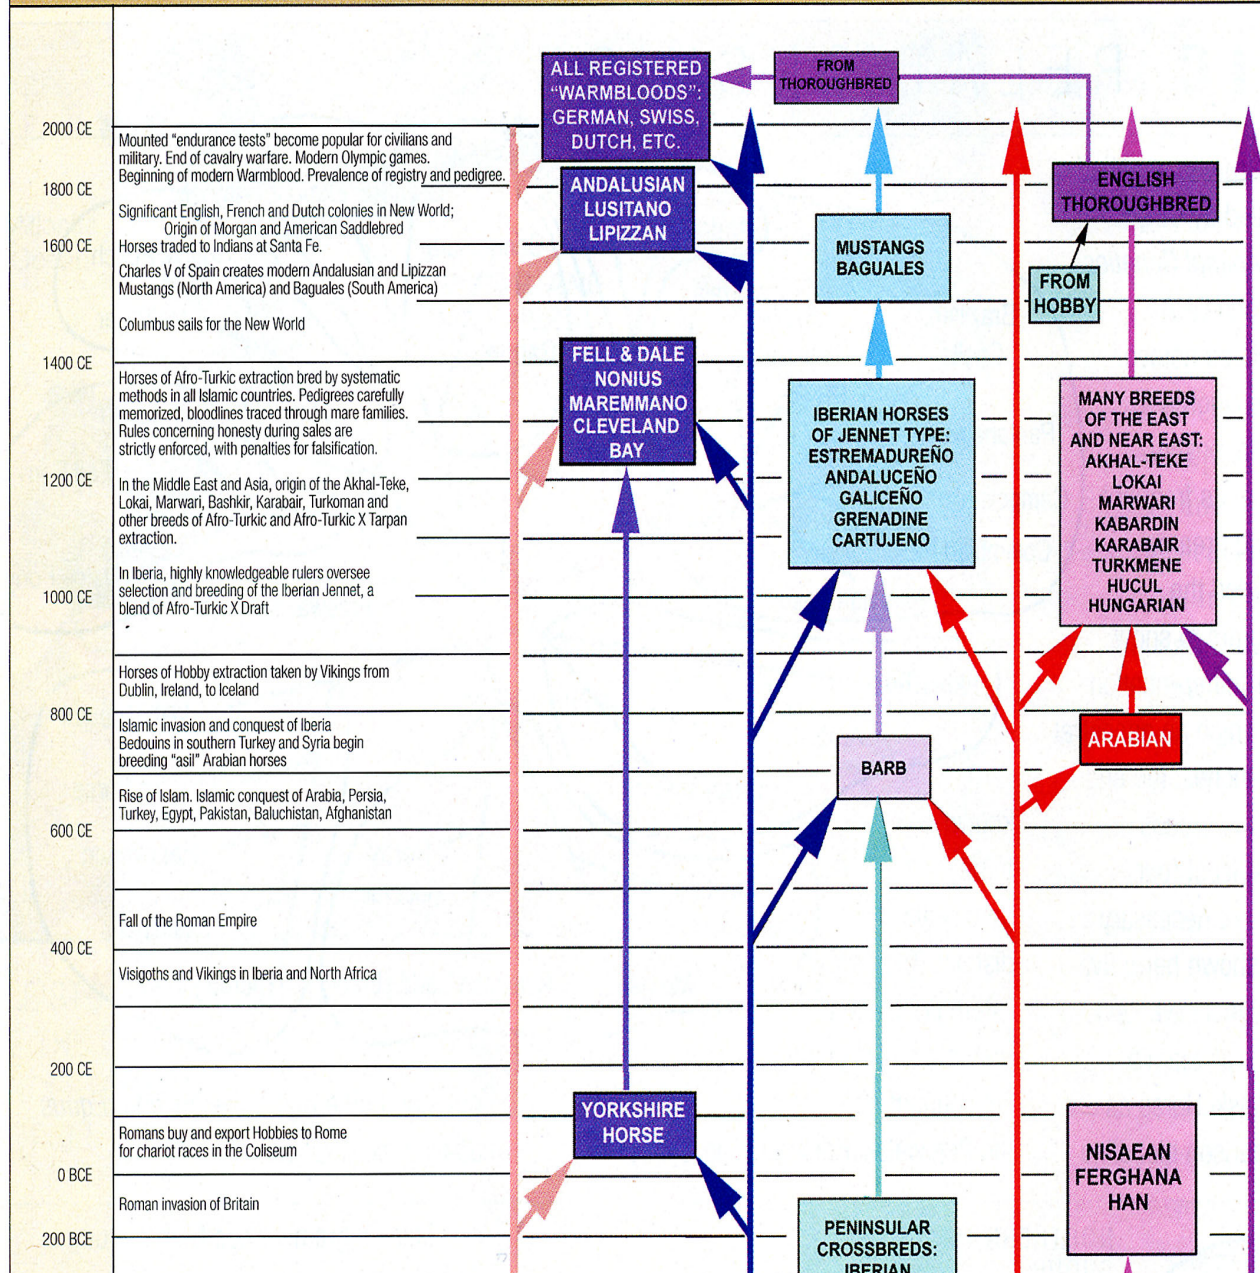 2000 CE
1800 CE
1600 CE
1400 CE
1200 CE
1000 CE
800 CE
600 CE
400 CE
200 CE
0 BCE
200 BCE
Mounted “endurance tests” become popular for civilians and
military. End of cavalry warfare. Modern Olympic games.
Beginning of modern Warmblood. Prevalence of registry and pedigree.
Significant English, French and Dutch colonies in New World;
Origin of Morgan and American Saddlebred
Horses traded to Indians at Santa Fe.
Charles V of Spain creates modern Andalusian and Lipizzan
Mustangs (North America) and Baguales (South America)
Columbus sails for the New World
Horses of Afro-Turkic extraction bred by systematic
methods in all Islamic countries. Pedigrees carefully
memorized, bloodlines traced through mare families.
Rules concerning honesty during sales are
strictly enforced, with penalties for falsification.
In the Middle East and Asia, origin of the Akhal-Teke,
Lokai, Marwari, Bashkir, Karabair, Turkoman and
other breeds of Afro-Turkic and Afro-Turkic X Tarpan
extraction.
In Iberia, highly knowledgeable rulers oversee
selection and breeding of the Iberian Jennet, a
blend of Afro-Turkic X Draft
Horses of Hobby extraction taken by Vikings from
Dublin, Ireland, to Iceland
Islamic invasion and conquest of Iberia
Bedouins in southern Turkey and Syria begin
breeding “asil” Arabian horses
Rise of Islam. Islamic conquest of Arabia, Persia,
Turkey, Egypt, Pakistan, Baluchistan, Afghanistan
Fall of the Roman Empire
Visigoths and Vikings in Iberia and North Africa
Romans buy and export Hobbies to Rome
for chariot races in the Coliseum
Roman invasion of Britain
ALL REGISTERED
“WARMBLOODS”:
GERMAN, SWISS,
DUTCH, ETC.
FROM
THOROUGHBRED
ANDALUSIAN
LUSITANO
LIPIZZAN
ENGLISH
THOROUGHBRED
MUSTANGS
BAGUALES
FROM
HOBBY
FELL & DALE
NONIUS
MAREMMANO
CLEVELAND
BAY
IBERIAN HORSES
OF JENNET TYPE:
ESTREMADUREÑO
ANDALUCEÑO
GALICEÑO
GRENADINE
CARTUJENO
MANY BREEDS
OF THE EAST
AND NEAR EAST:
AKHAL-TEKE
LOKAI
MARWARI
KABARDIN
KARABAIR
TURKMENE
HUCUL
HUNGARIAN
ARABIAN
BARB
YORKSHIRE
HORSE
NISAEAN
FERGHANA
HAN
PENINSULAR
CROSSBREDS:
IBERIAN